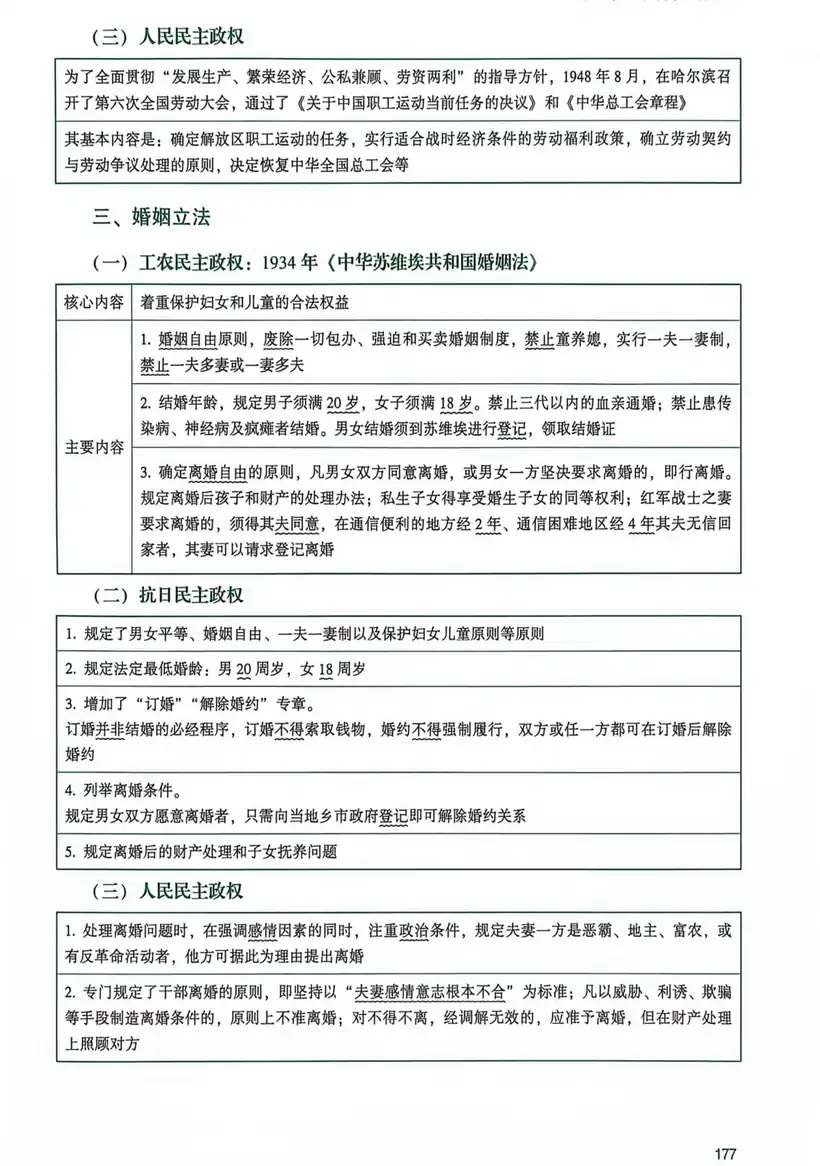 （三）人民民主政权
为了全面贯彻“发展生产、繁荣经济、公私兼顾、劳资两利”的指导方针，1948 年 8 月，在哈尔滨召
开了第六次全国劳动大会，通过了《关于中国职工运动当前任务的决议》和《中华总工会章程》
其基本内容是：确定解放区职工运动的任务，实行适合战时经济条件的劳动福利政策，确立劳动契约
与劳动争议处理的原则，决定恢复中华全国总工会等
三、婚姻立法
（一）工农民主政权：1934 年《中华苏维埃共和国婚姻法》
核心内容 着重保护妇女和儿童的合法权益
主要内容
1. 婚姻自由原则，废除一切包办、强迫和买卖婚姻制度，禁止童养媳，实行一夫一妻制，
禁止一夫多妻或一妻多夫
2. 结婚年龄，规定男子须满 20 岁，女子须满 18 岁。禁止三代以内的血亲通婚；禁止患传
染病、神经病及疯瘫者结婚。男女结婚须到苏维埃进行登记，领取结婚证
3. 确定离婚自由的原则，凡男女双方同意离婚，或男女一方坚决要求离婚的，即行离婚。
规定离婚后孩子和财产的处理办法；私生子女得享受婚生子女的同等权利；红军战士之妻
要求离婚的，须得其夫同意，在通信便利的地方经 2 年、通信困难地区经 4 年其夫无信回
家者，其妻可以请求登记离婚
（二）抗日民主政权
1. 规定了男女平等、婚姻自由、一夫一妻制以及保护妇女儿童原则等原则
2. 规定法定最低婚龄：男 20 周岁，女 18 周岁
3. 增加了“订婚”“解除婚约”专章。
订婚并非结婚的必经程序，订婚不得索取钱物，婚约不得强制履行，双方或任一方都可在订婚后解除
婚约
4. 列举离婚条件。
规定男女双方愿意离婚者，只需向当地乡市政府登记即可解除婚约关系
5. 规定离婚后的财产处理和子女抚养问题
（三）人民民主政权
1. 处理离婚问题时，在强调感情因素的同时，注重政治条件，规定夫妻一方是恶霸、地主、富农，或
有反革命活动者，他方可据此为理由提出离婚
2. 专门规定了干部离婚的原则，即坚持以“夫妻感情意志根本不合”为标准；凡以威胁、利诱、欺骗
等手段制造离婚条件的，原则上不准离婚；对不得不离，经调解无效的，应准予离婚，但在财产处理
上照顾对方
177